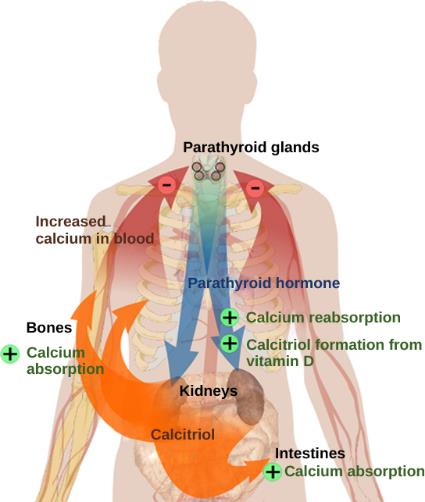 Parathyroid glands
−
−
Increased
calcium in blood
Parathyroid hormone
+ Calcium reabsorption
+ Calcitriol formation from
vitamin D
Bones
+ Calcium
absorption
Kidneys
Calcitriol
Intestines
+ Calcium absorption